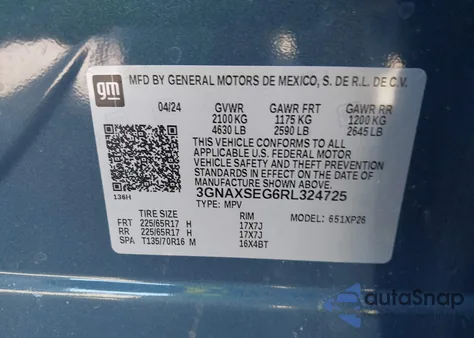 gm
MFD BY GENERAL MOTORS DE MEXICO, S. DE R.L. DE C.V.
04/24 GVWR GAWR FRT GAWR RR
2100 KG 1175 KG 1200 KG
4630 LB 2590 LB 2645 LB
THIS VEHICLE CONFORMS TO ALL
APPLICABLE U.S. FEDERAL MOTOR
VEHICLE SAFETY AND THEFT PREVENTION
STANDARDS IN EFFECT ON THE DATE OF
MANUFACTURE SHOWN ABOVE.
3GNAXSEG6RL324725
136H TYPE: MPV MODEL: 651XP26
TIRE SIZE RIM
FRT 225/65R17 H 17X7J
RR 225/65R17 H 17X7J
SPA T135/70R16 M 16X4BT
autaSnap